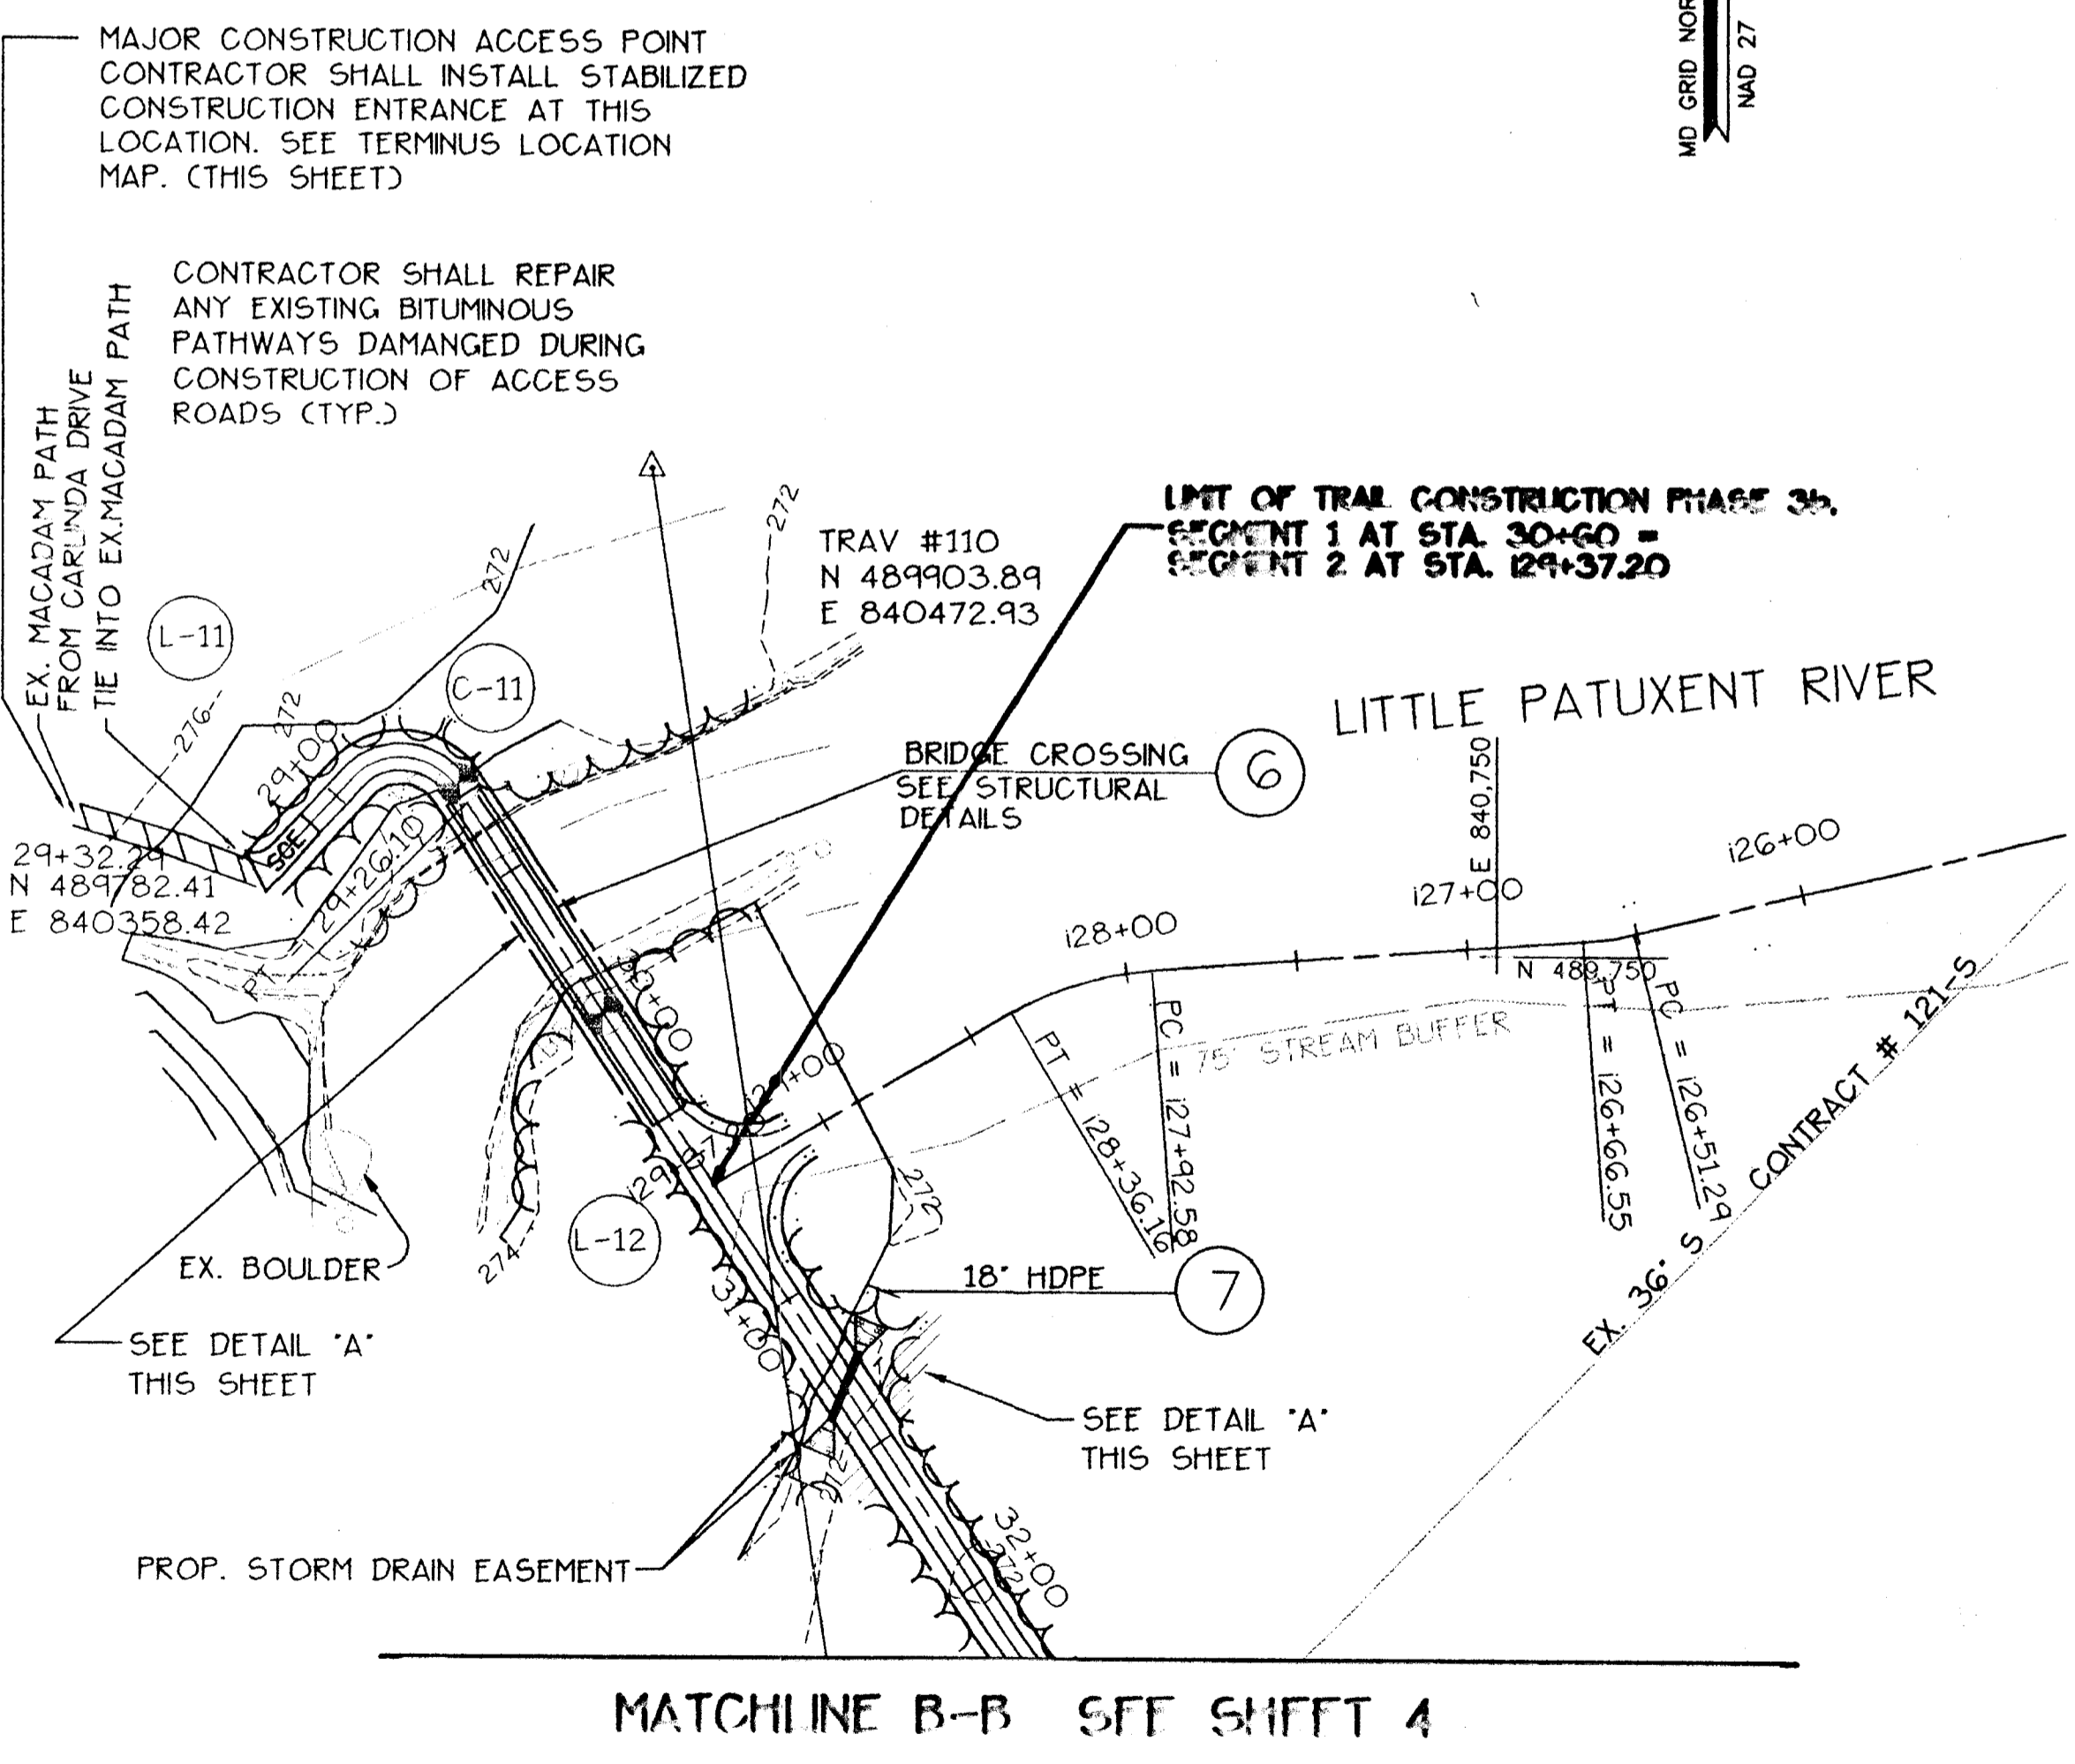 MAJOR CONSTRUCTION ACCESS POINT
CONTRACTOR SHALL INSTALL STABILIZED
CONSTRUCTION ENTRANCE AT THIS
LOCATION. SEE TERMINUS LOCATION
MAP. (THIS SHEET)
MD GRID NOR
NAD 27
CONTRACTOR SHALL REPAIR
ANY EXISTING BITUMINOUS
PATHWAYS DAMANGED DURING
CONSTRUCTION OF ACCESS
ROADS (TYP.)
EX. MACADAM PATH
FROM CARLINDA DRIVE
TIE INTO EX.MACADAM PATH
LIMIT OF TRAIL CONSTRUCTION PHASE 3b.
SEGMENT 1 AT STA. 30+60 =
SEGMENT 2 AT STA. 129+37.20
TRAV #110
N 489903.89
E 840472.93
272
272
L-11
C-11
272
276
29+00
LITTLE PATUXENT RIVER
BRIDGE CROSSING
SEE STRUCTURAL
DETAILS
6
E 840,750
N 489,750
126+00
127+00
128+00
SCE
29+32.29
N 489782.41
E 840358.42
PT 29+26.10
30+00
129+00
75' STREAM BUFFER
PT = 128+36.16
PC = 127+92.58
PT = 126+66.55
PC = 126+51.29
CONTRACT # 121-S
EX. 36" S
L-12
272
274
EX. BOULDER
18" HDPE
7
31+00
SEE DETAIL "A"
THIS SHEET
SEE DETAIL "A"
THIS SHEET
272
32+00
272
PROP. STORM DRAIN EASEMENT
MATCHLINE B-B SEE SHEET 4